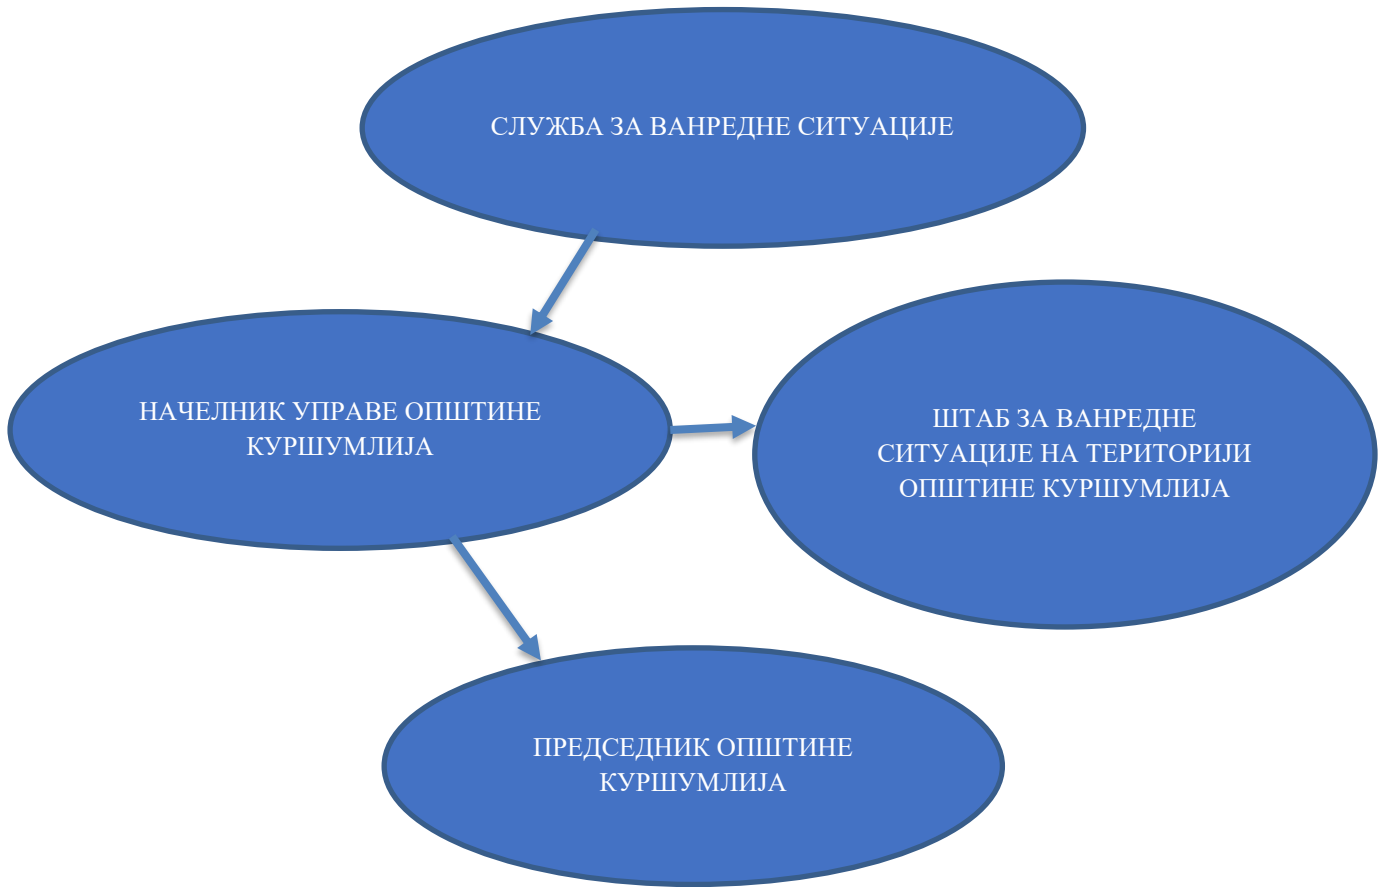 СЛУЖБА ЗА ВАНРЕДНЕ СИТУАЦИЈЕ
НАЧЕЛНИК УПРАВЕ ОПШТИНЕ
КУРШУМЛИЈА
ШТАБ ЗА ВАНРЕДНЕ
СИТУАЦИЈЕ НА ТЕРИТОРИЈИ
ОПШТИНЕ КУРШУМЛИЈА
ПРЕДСЕДНИК ОПШТИНЕ
КУРШУМЛИЈА